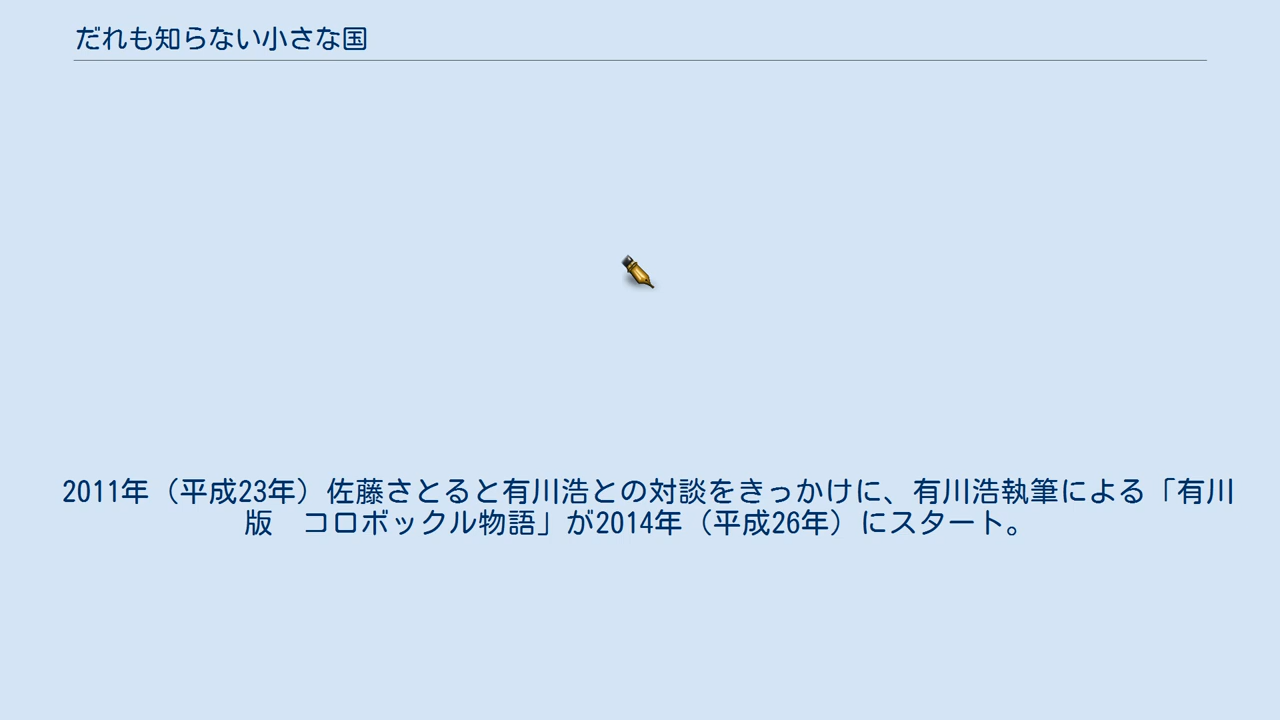 だれも知らない小さな国
2011年（平成23年）佐藤さとると有川浩との対談をきっかけに、有川浩執筆による「有川
版　コロボックル物語」が2014年（平成26年）にスタート。